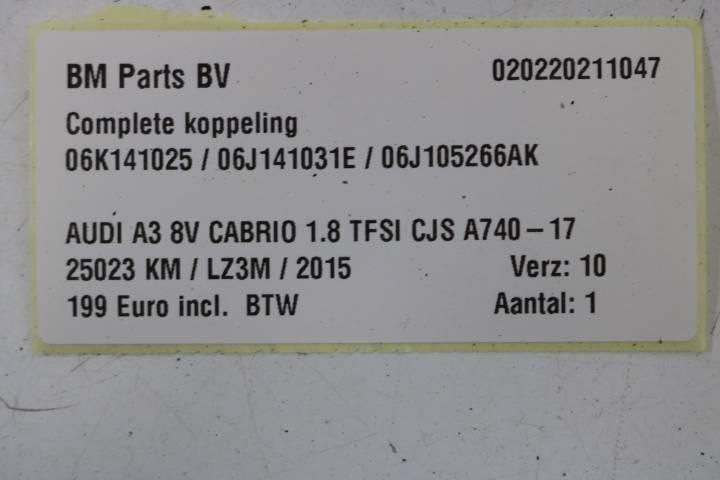 BM Parts BV 020220211047
Complete koppeling
06K141025 / 06J141031E / 06J105266AK
AUDI A3 8V CABRIO 1.8 TFSI CJS A740 – 17
25023 KM / LZ3M / 2015 Verz: 10
199 Euro incl. BTW Aantal: 1